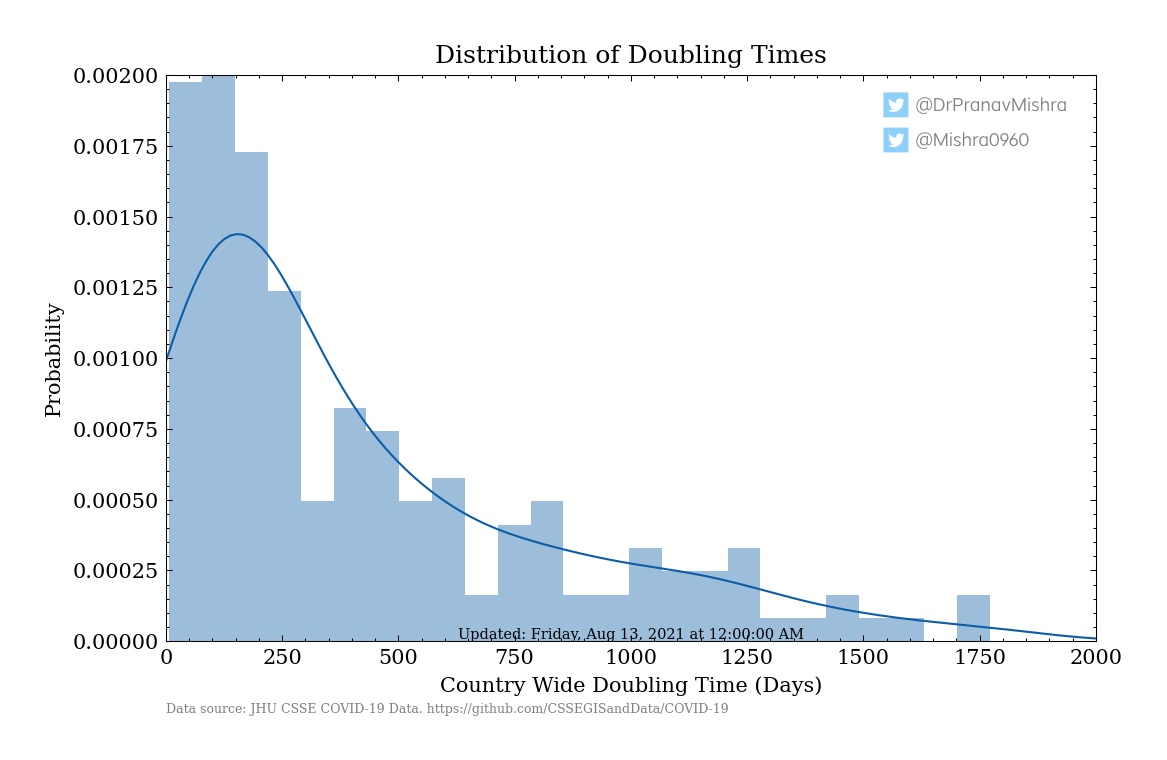 Distribution of Doubling Times
0.00200
0.00175
0.00150
0.00125
0.00100
0.00075
0.00050
0.00025
0.00000
Probability
@DrPranavMishra
@Mishra0960
Updated: Friday, Aug 13, 2021 at 12:00:00 AM
0 250 500 750 1000 1250 1500 1750 2000
Country Wide Doubling Time (Days)
Data source: JHU CSSE COVID-19 Data. https://github.com/CSSEGISandData/COVID-19